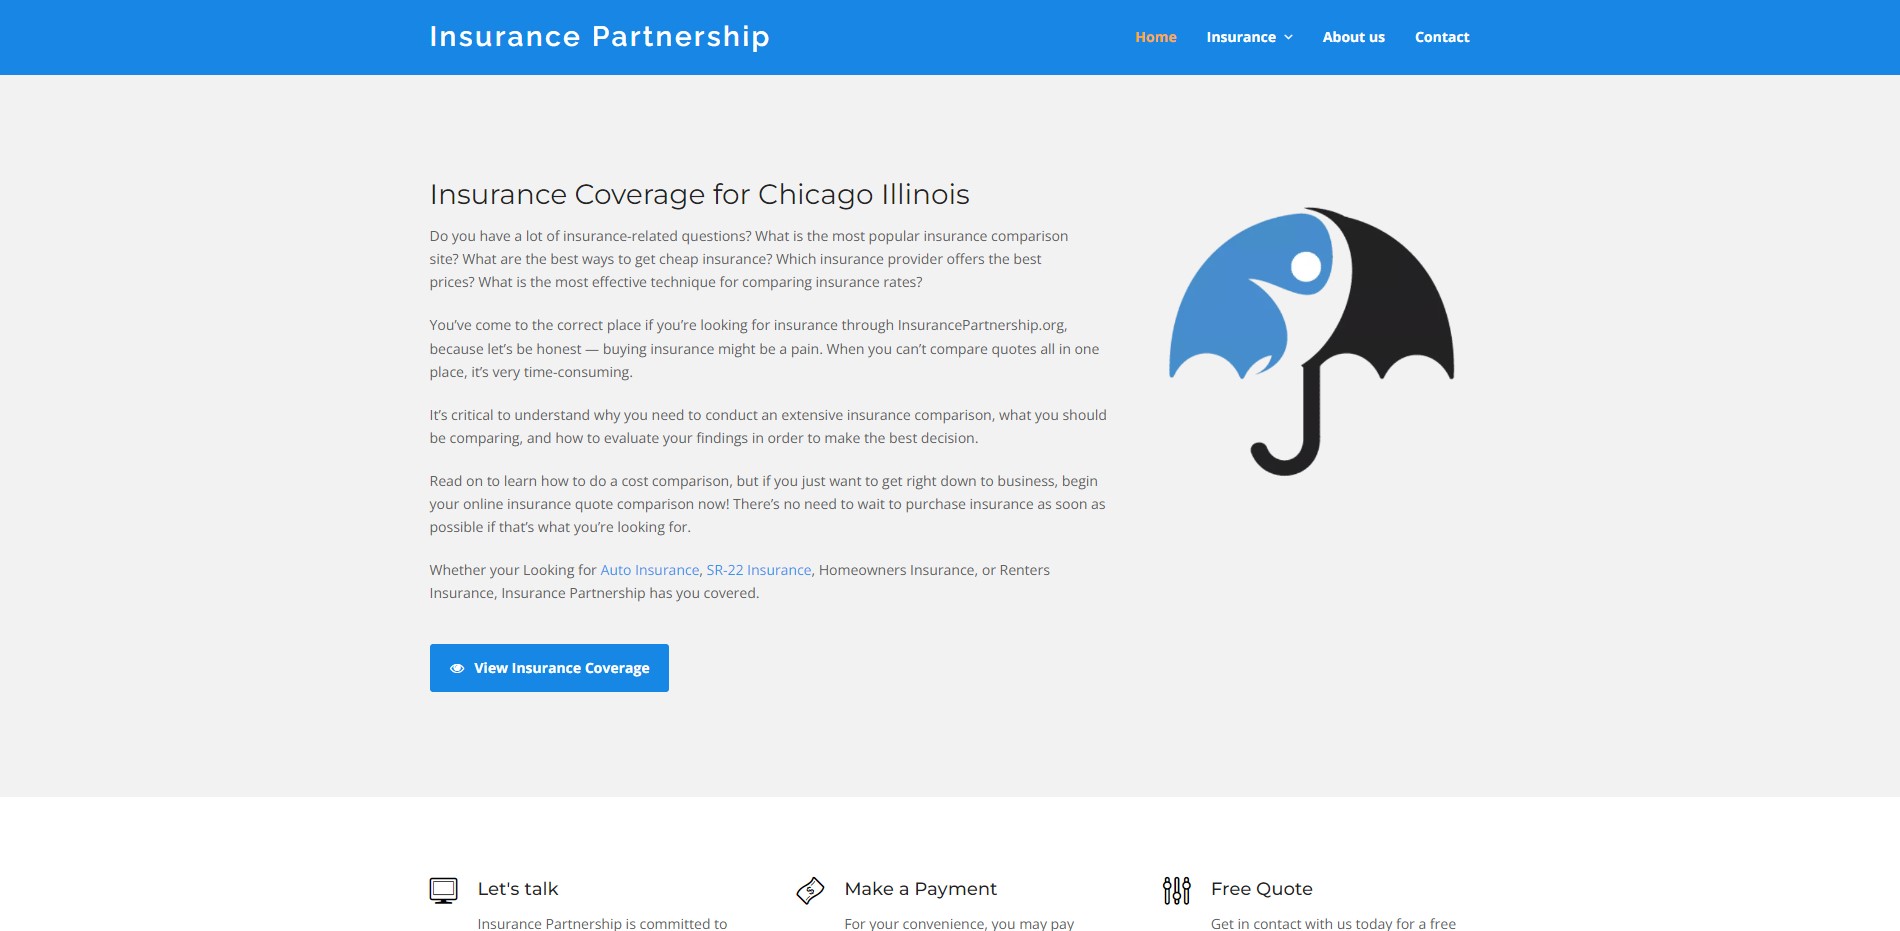 Insurance Partnership
Home Insurance About us Contact
Insurance Coverage for Chicago Illinois
Do you have a lot of insurance-related questions? What is the most popular insurance comparison
site? What are the best ways to get cheap insurance? Which insurance provider offers the best
prices? What is the most effective technique for comparing insurance rates?
You’ve come to the correct place if you’re looking for insurance through InsurancePartnership.org,
because let’s be honest — buying insurance might be a pain. When you can’t compare quotes all in one
place, it’s very time-consuming.
It’s critical to understand why you need to conduct an extensive insurance comparison, what you should
be comparing, and how to evaluate your findings in order to make the best decision.
Read on to learn how to do a cost comparison, but if you just want to get right down to business, begin
your online insurance quote comparison now! There’s no need to wait to purchase insurance as soon as
possible if that’s what you’re looking for.
Whether your Looking for Auto Insurance, SR-22 Insurance, Homeowners Insurance, or Renters
Insurance, Insurance Partnership has you covered.
View Insurance Coverage
Let's talk
Insurance Partnership is committed to
Make a Payment
For your convenience, you may pay
Free Quote
Get in contact with us today for a free